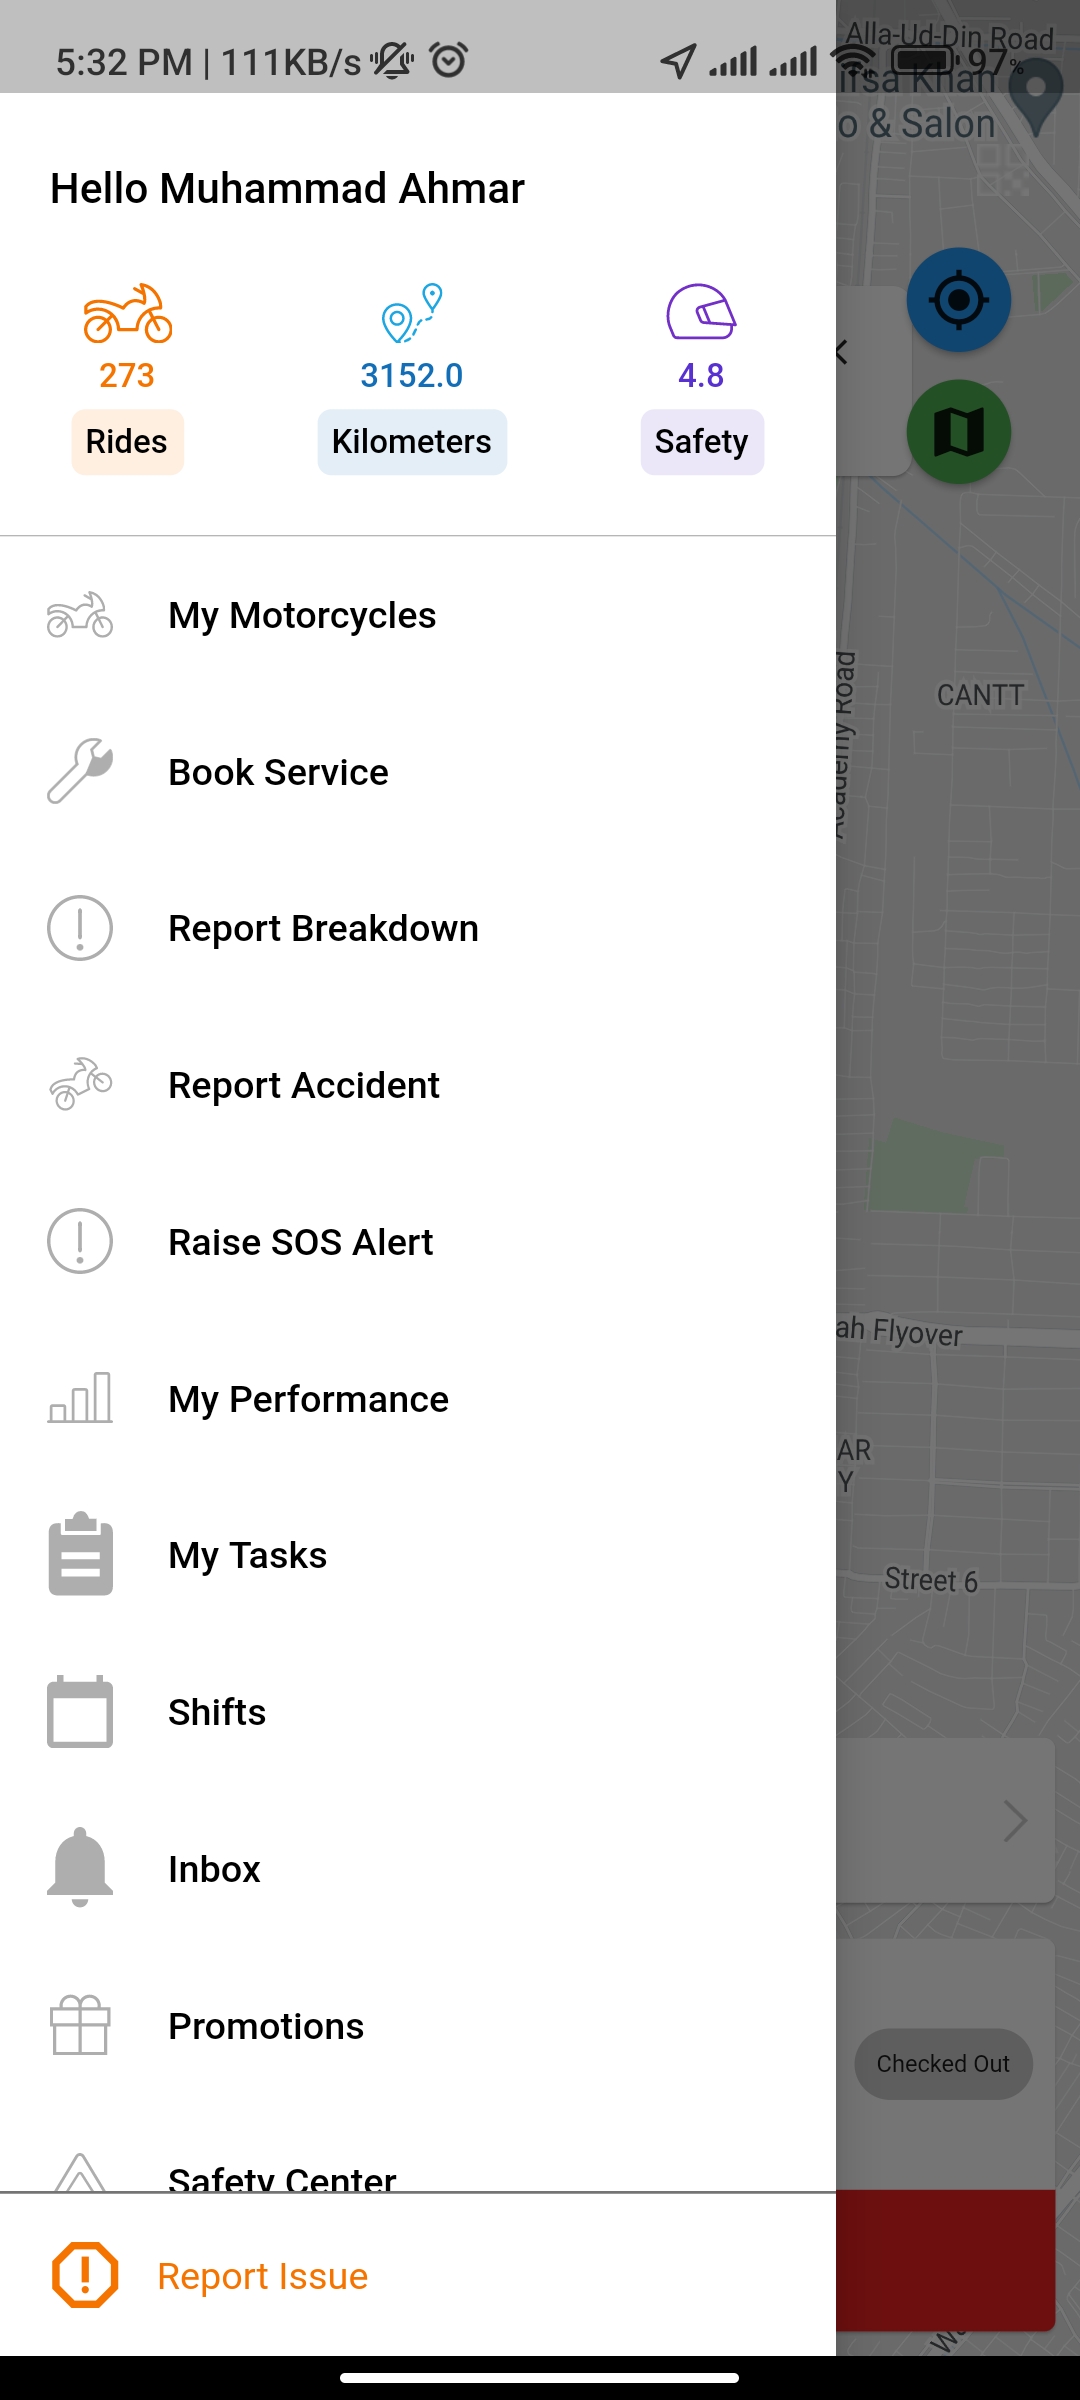 5:32 PM | 111KB/s
97%
Alla-Ud-Din Road
Khan
o & Salon
Hello Muhammad Ahmar
273
3152.0
4.8
Rides
Kilometers
Safety
My Motorcycles
Academy Road
CANTT
Book Service
Report Breakdown
Report Accident
Raise SOS Alert
ah Flyover
My Performance
AR
Y
My Tasks
Street 6
Shifts
Inbox
Promotions
Checked Out
Safety Center
Report Issue